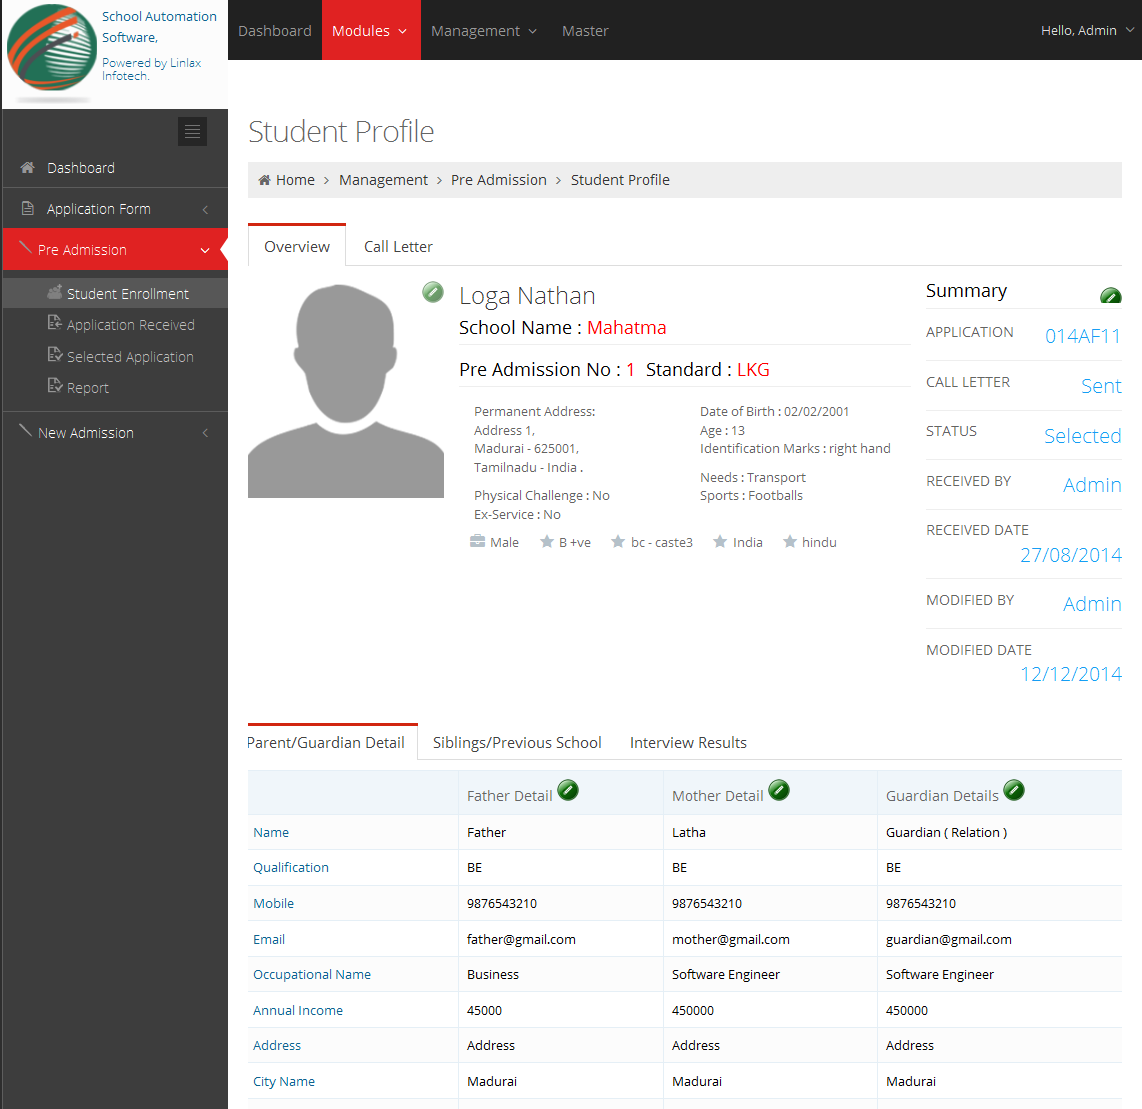 School Automation
Software,
Powered by Linlax
Infotech.
Dashboard
Modules
Management
Master
Hello, Admin
Dashboard
Application Form
Pre Admission
Student Enrollment
Application Received
Selected Application
Report
New Admission
Student Profile
Home > Management > Pre Admission > Student Profile
Overview
Call Letter
Loga Nathan
School Name : Mahatma
Pre Admission No : 1 Standard : LKG
Permanent Address:
Address 1,
Madurai - 625001,
Tamilnadu - India .
Physical Challenge : No
Ex-Service : No
Date of Birth : 02/02/2001
Age : 13
Identification Marks : right hand
Needs : Transport
Sports : Footballs
Male B +ve bc - caste3 India hindu
Summary
APPLICATION 014AF11
CALL LETTER Sent
STATUS Selected
RECEIVED BY Admin
RECEIVED DATE
27/08/2014
MODIFIED BY Admin
MODIFIED DATE
12/12/2014
Parent/Guardian Detail
Siblings/Previous School
Interview Results
Father Detail Mother Detail Guardian Details
Name Father Latha Guardian ( Relation )
Qualification BE BE BE
Mobile 9876543210 9876543210 9876543210
Email father@gmail.com mother@gmail.com guardian@gmail.com
Occupational Name Business Software Engineer Software Engineer
Annual Income 45000 450000 450000
Address Address Address Address
City Name Madurai Madurai Madurai